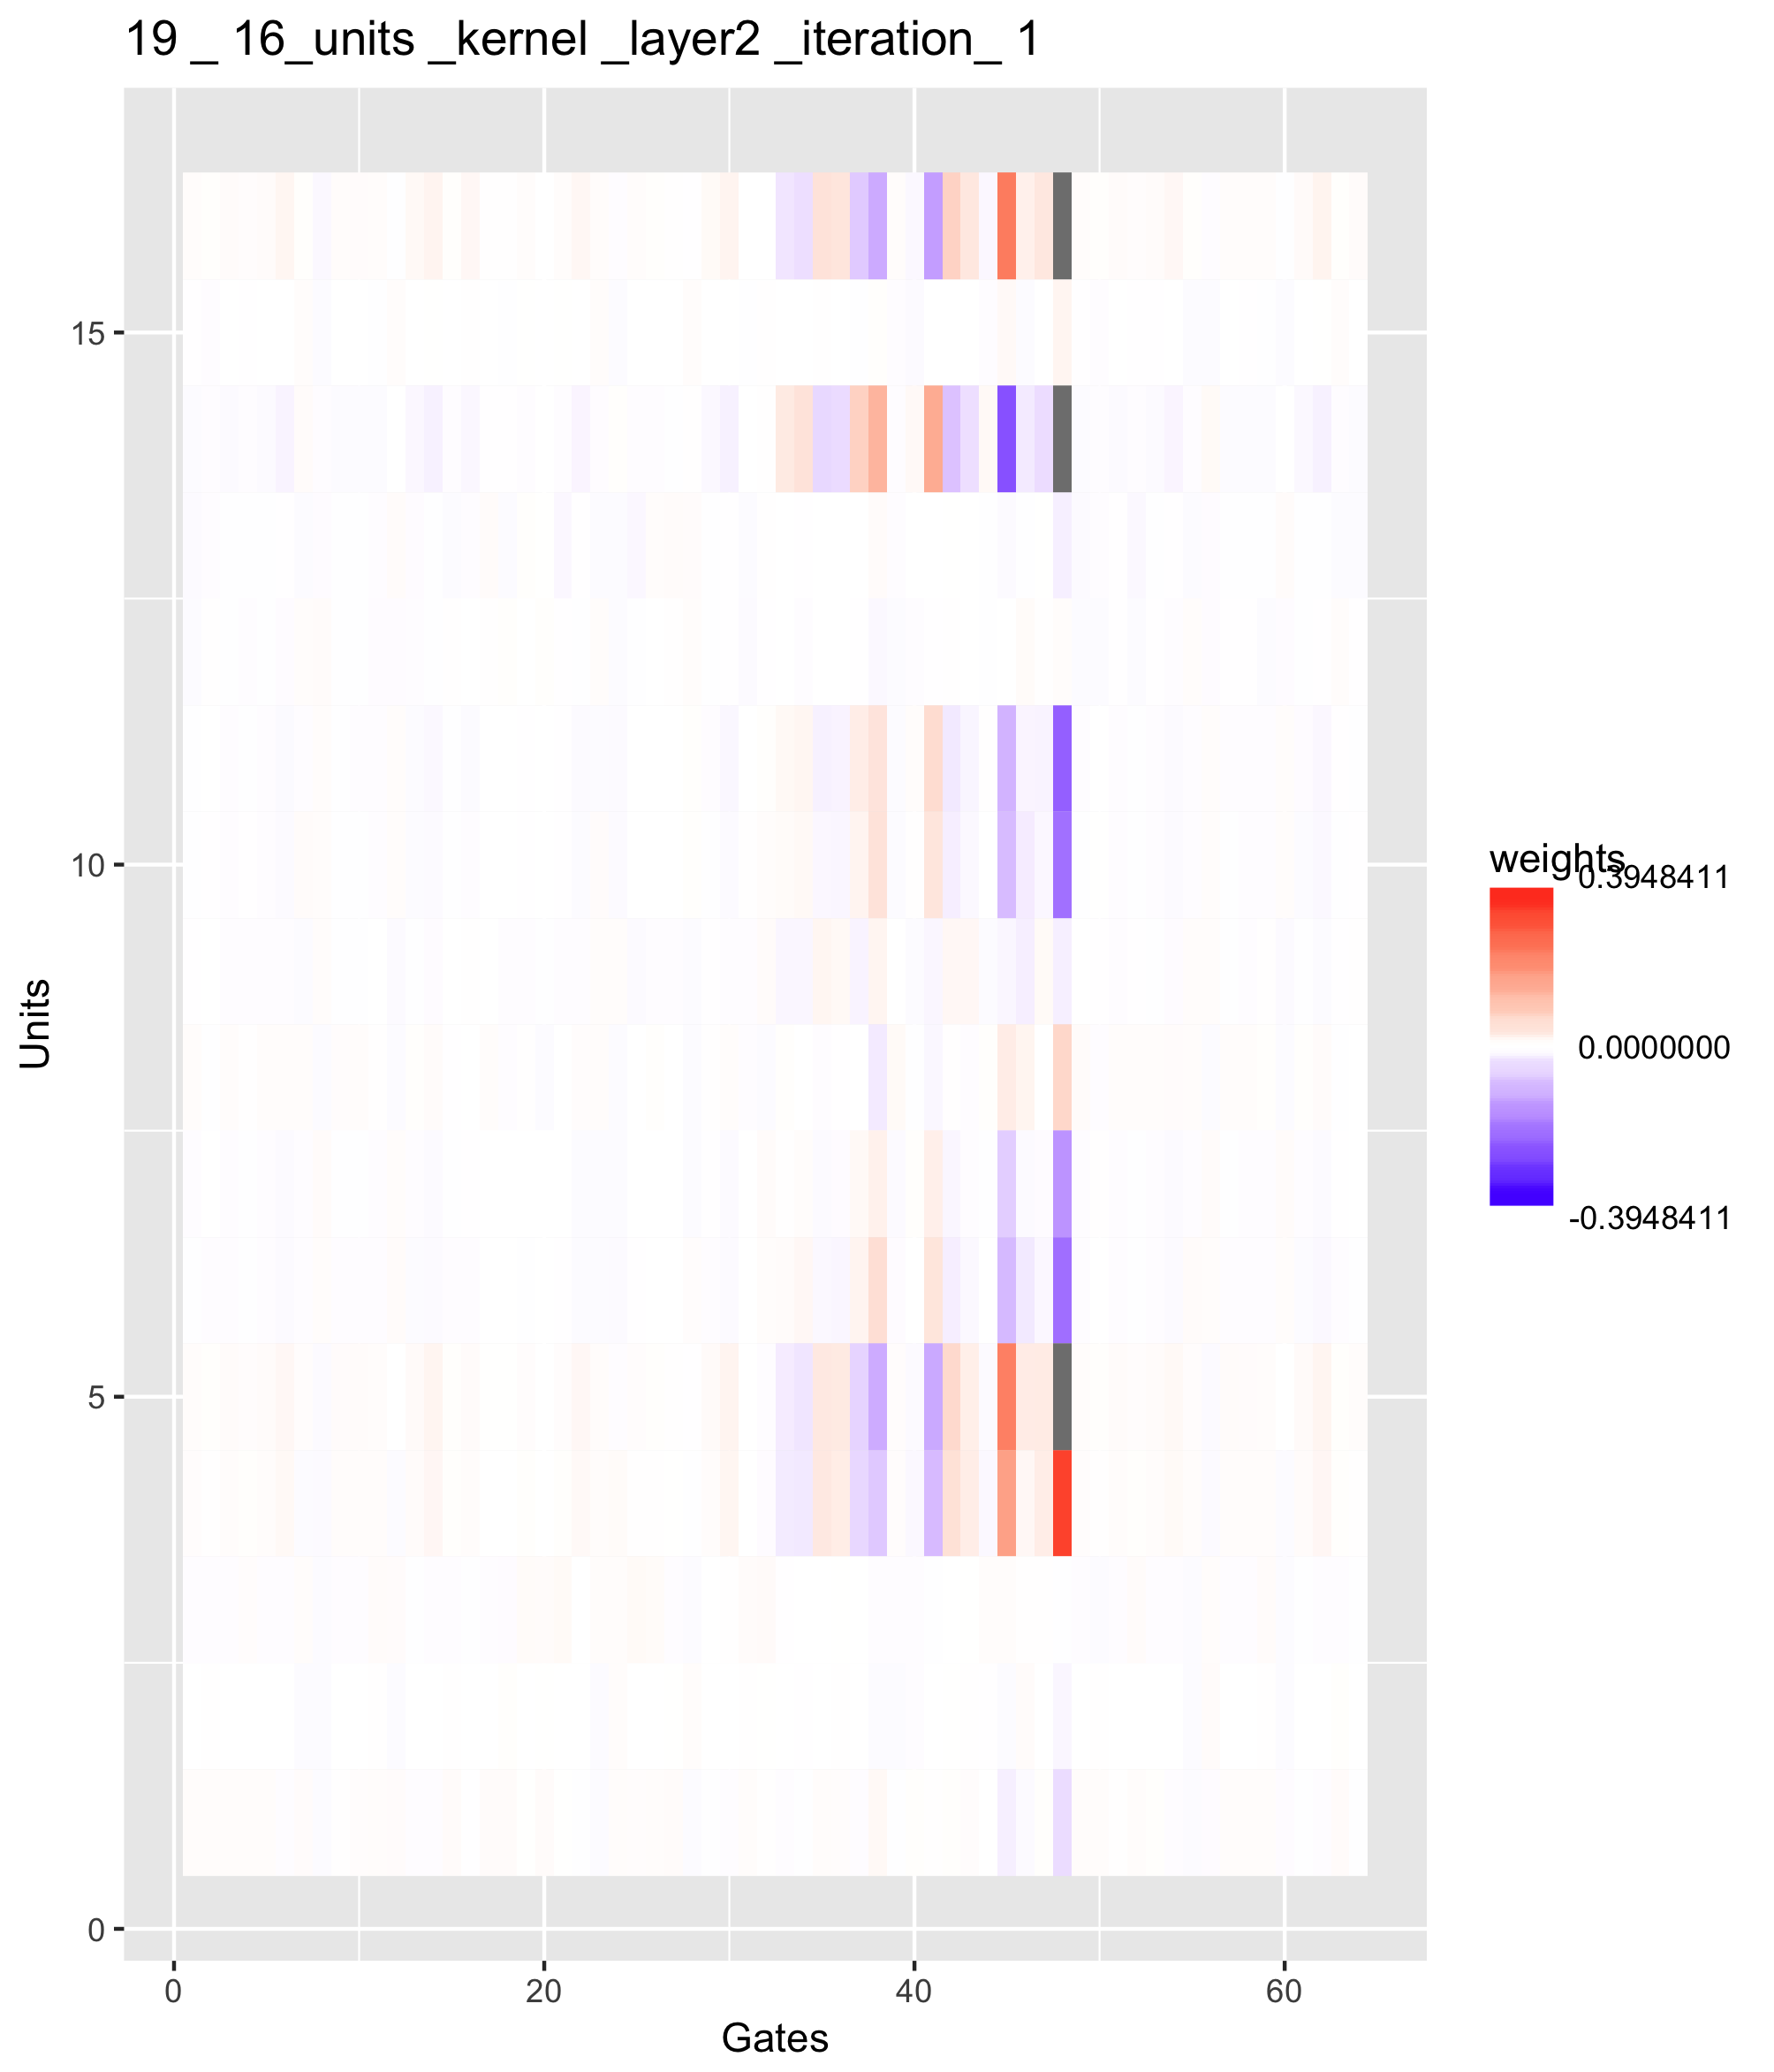 19 _ 16_units _kernel _layer2 _iteration_ 1
Units
15
10
5
0
0 20 40 60
Gates
weights
0.3948411
0.0000000
-0.3948411